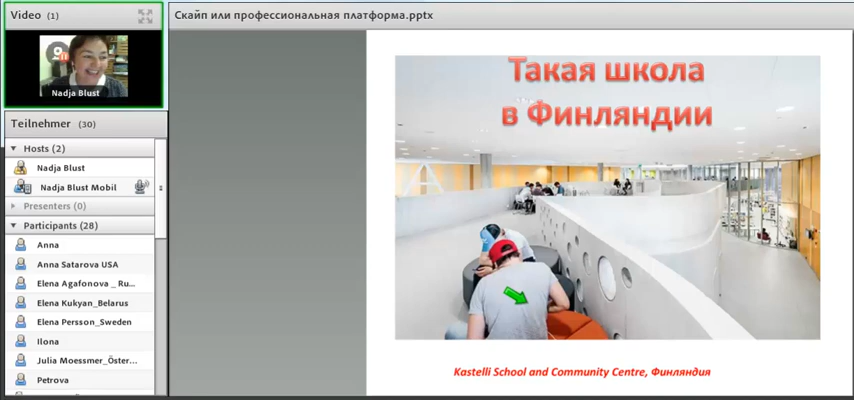 Video (1)
Nadja Blust
Teilnehmer (30)
Hosts (2)
Nadja Blust
Nadja Blust Mobil
Presenters (0)
Participants (28)
Anna
Anna Satarova USA
Elena Agafonova _ Ru...
Elena Kukyan_Belarus
Elena Persson_Sweden
Ilona
Julia Moessmer_Öster...
Petrova
Скайп или профессиональная платформа.pptx
Такая школа
в Финляндии
Kastelli School and Community Centre, Финляндия